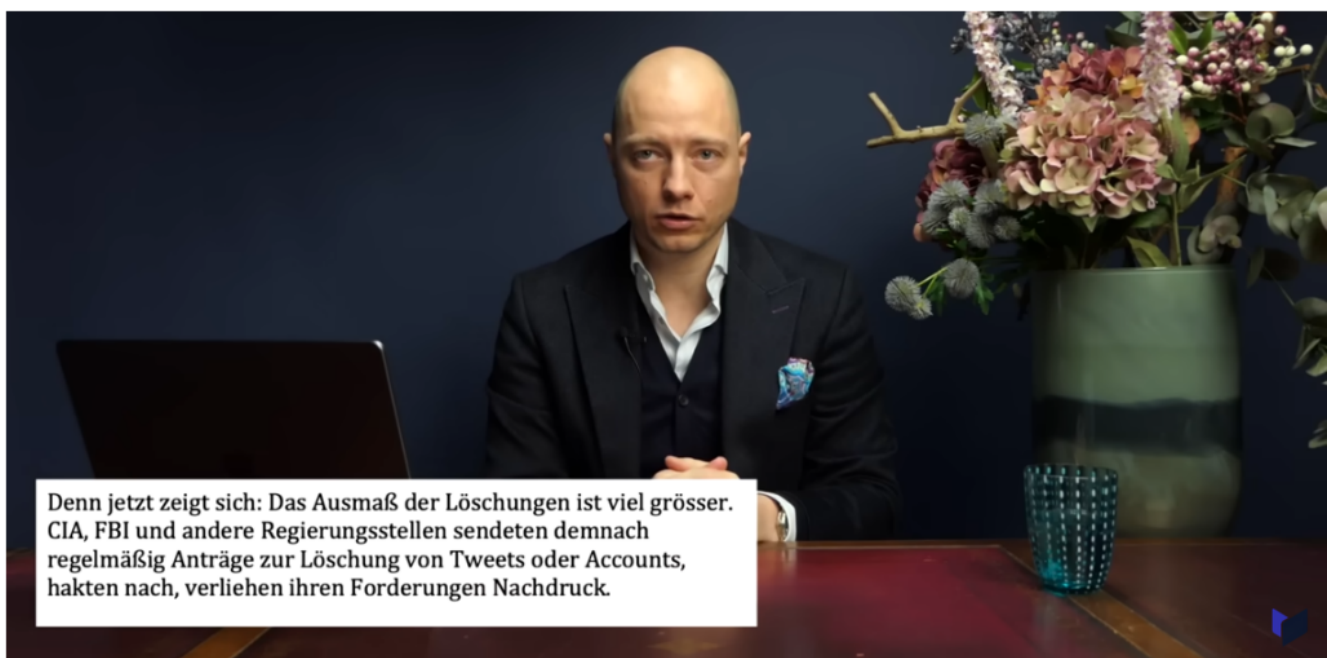 Denn jetzt zeigt sich: Das Ausmaß der Löschungen ist viel grösser.
CIA, FBI und andere Regierungsstellen sendeten demnach
regelmäßig Anträge zur Löschung von Tweets oder Accounts,
hakten nach, verliehen ihren Forderungen Nachdruck.